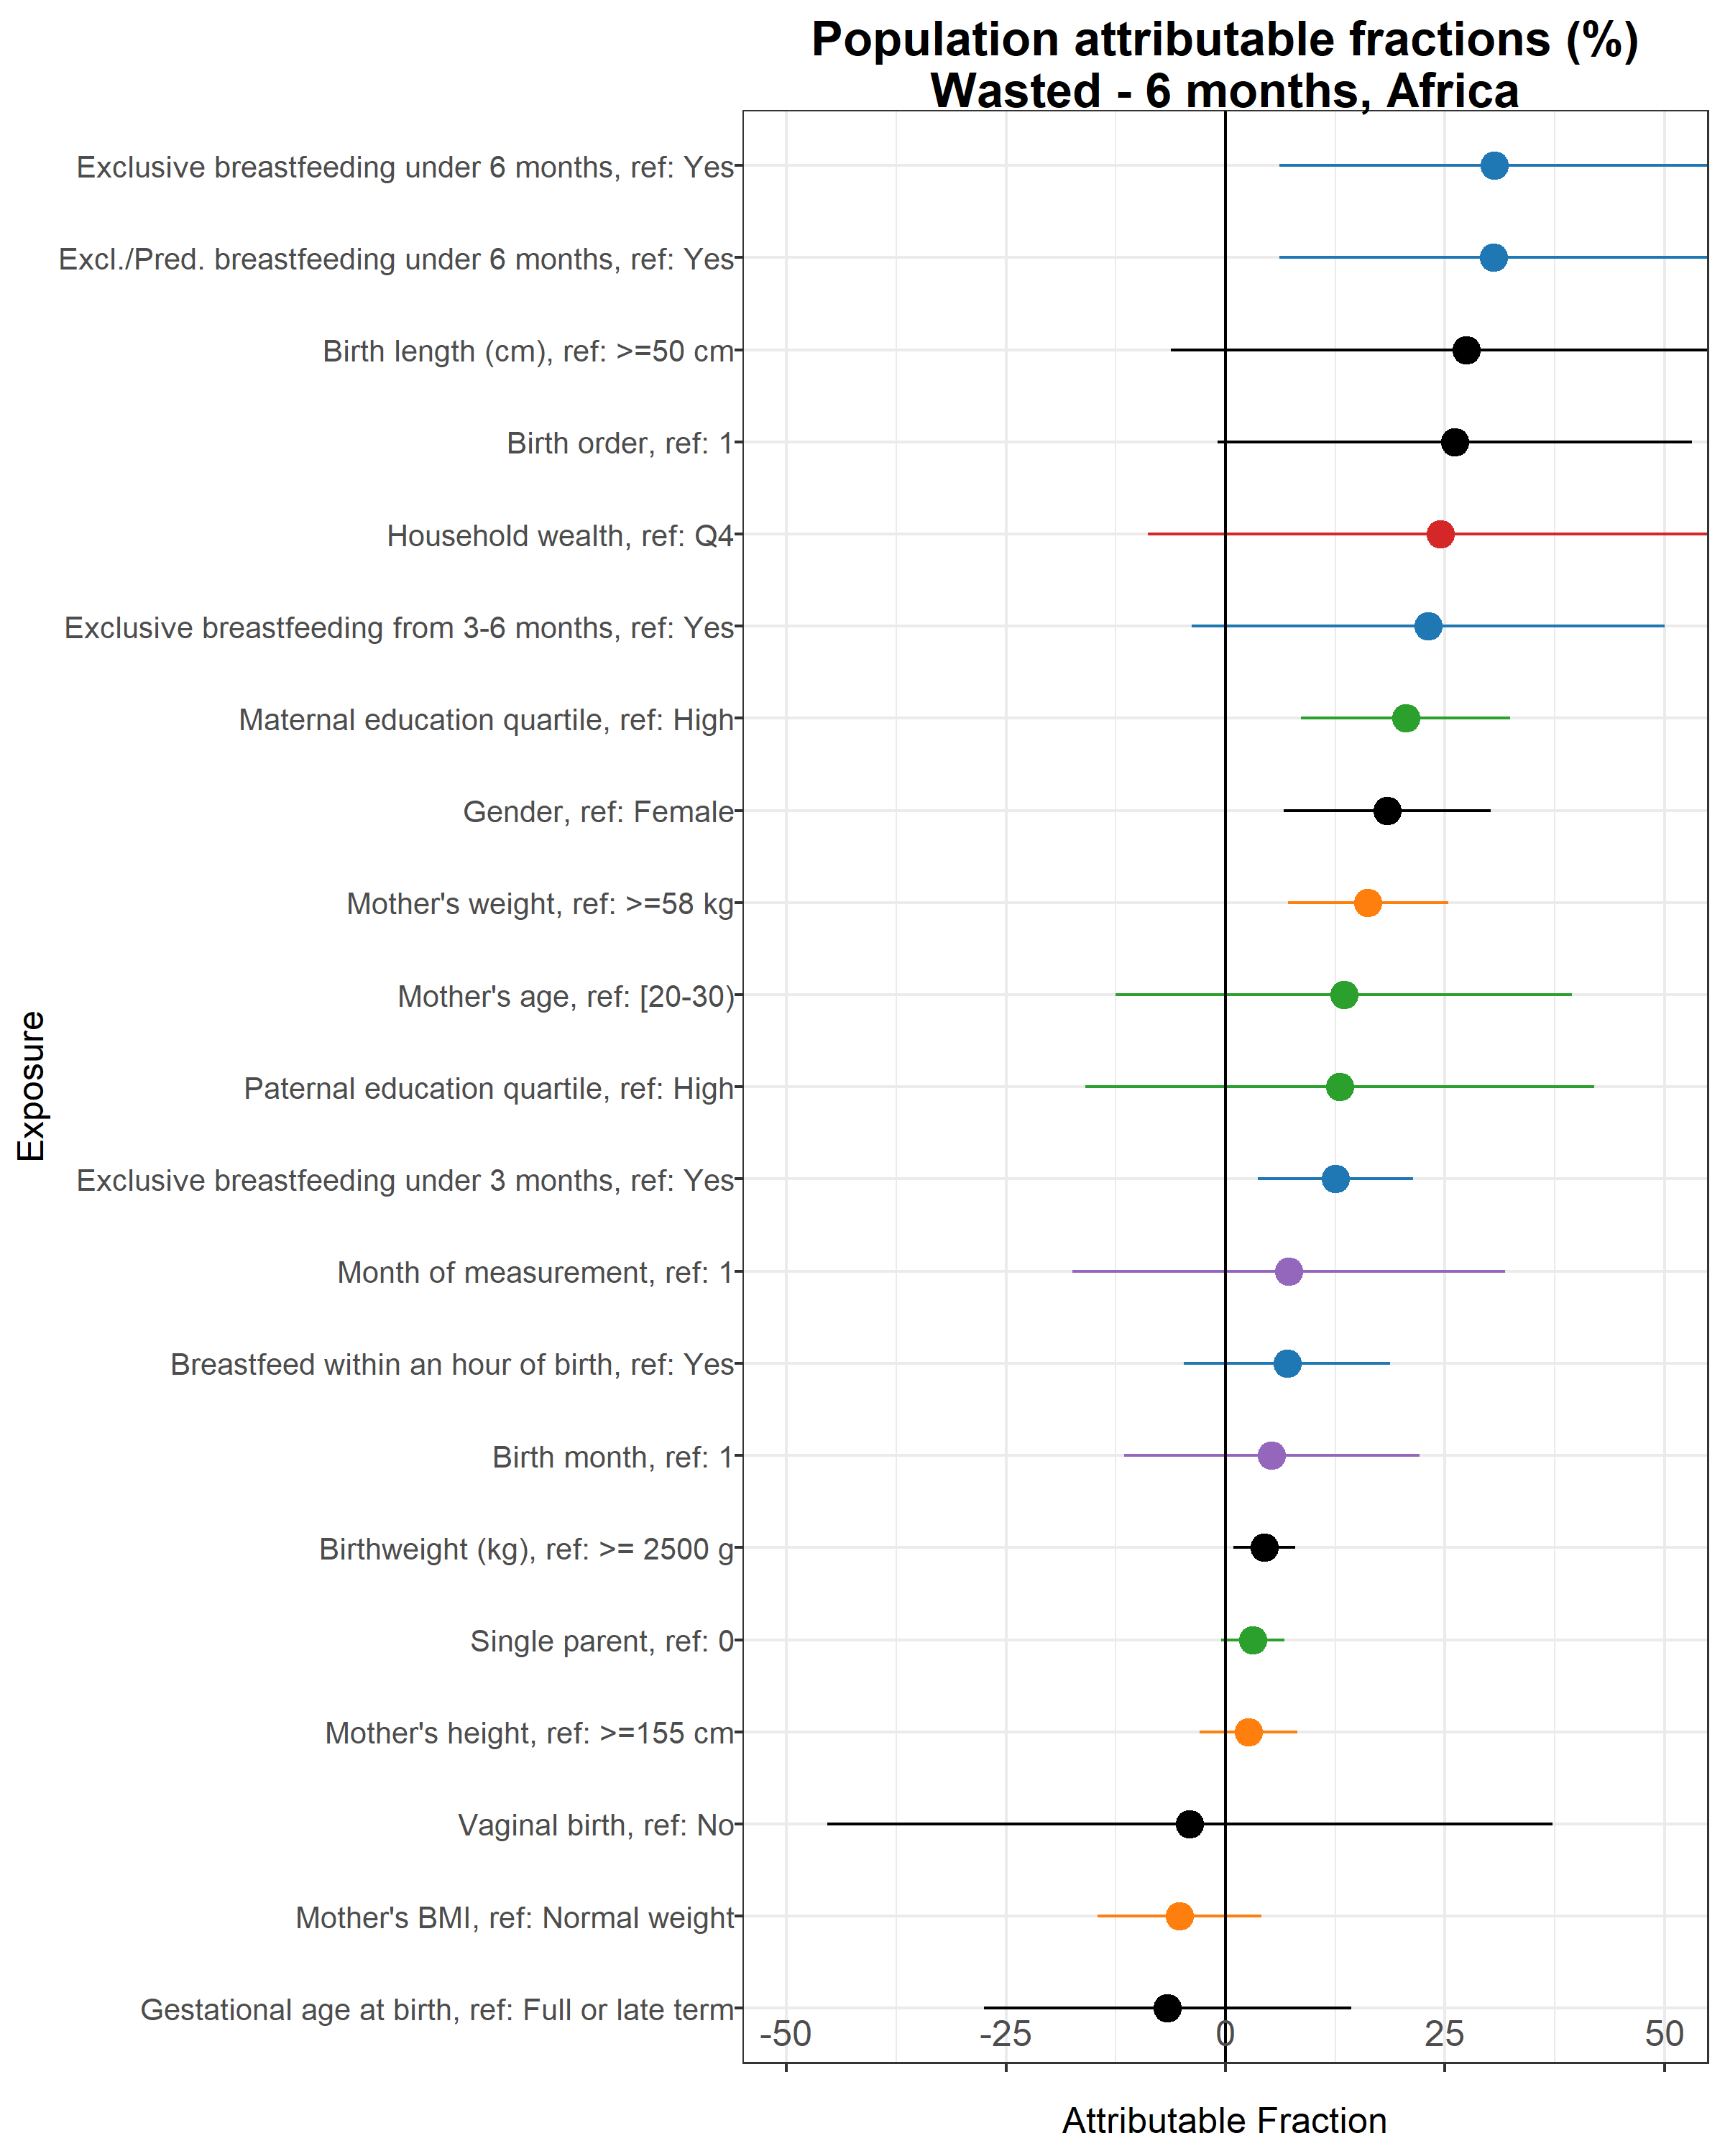 Population attributable fractions (%)
Wasted - 6 months, Africa
Exposure
Exclusive breastfeeding under 6 months, ref: Yes
Excl./Pred. breastfeeding under 6 months, ref: Yes
Birth length (cm), ref: >=50 cm
Birth order, ref: 1
Household wealth, ref: Q4
Exclusive breastfeeding from 3-6 months, ref: Yes
Maternal education quartile, ref: High
Gender, ref: Female
Mother's weight, ref: >=58 kg
Mother's age, ref: [20-30)
Paternal education quartile, ref: High
Exclusive breastfeeding under 3 months, ref: Yes
Month of measurement, ref: 1
Breastfeed within an hour of birth, ref: Yes
Birth month, ref: 1
Birthweight (kg), ref: >= 2500 g
Single parent, ref: 0
Mother's height, ref: >=155 cm
Vaginal birth, ref: No
Mother's BMI, ref: Normal weight
Gestational age at birth, ref: Full or late term
-50 -25 0 25 50
Attributable Fraction